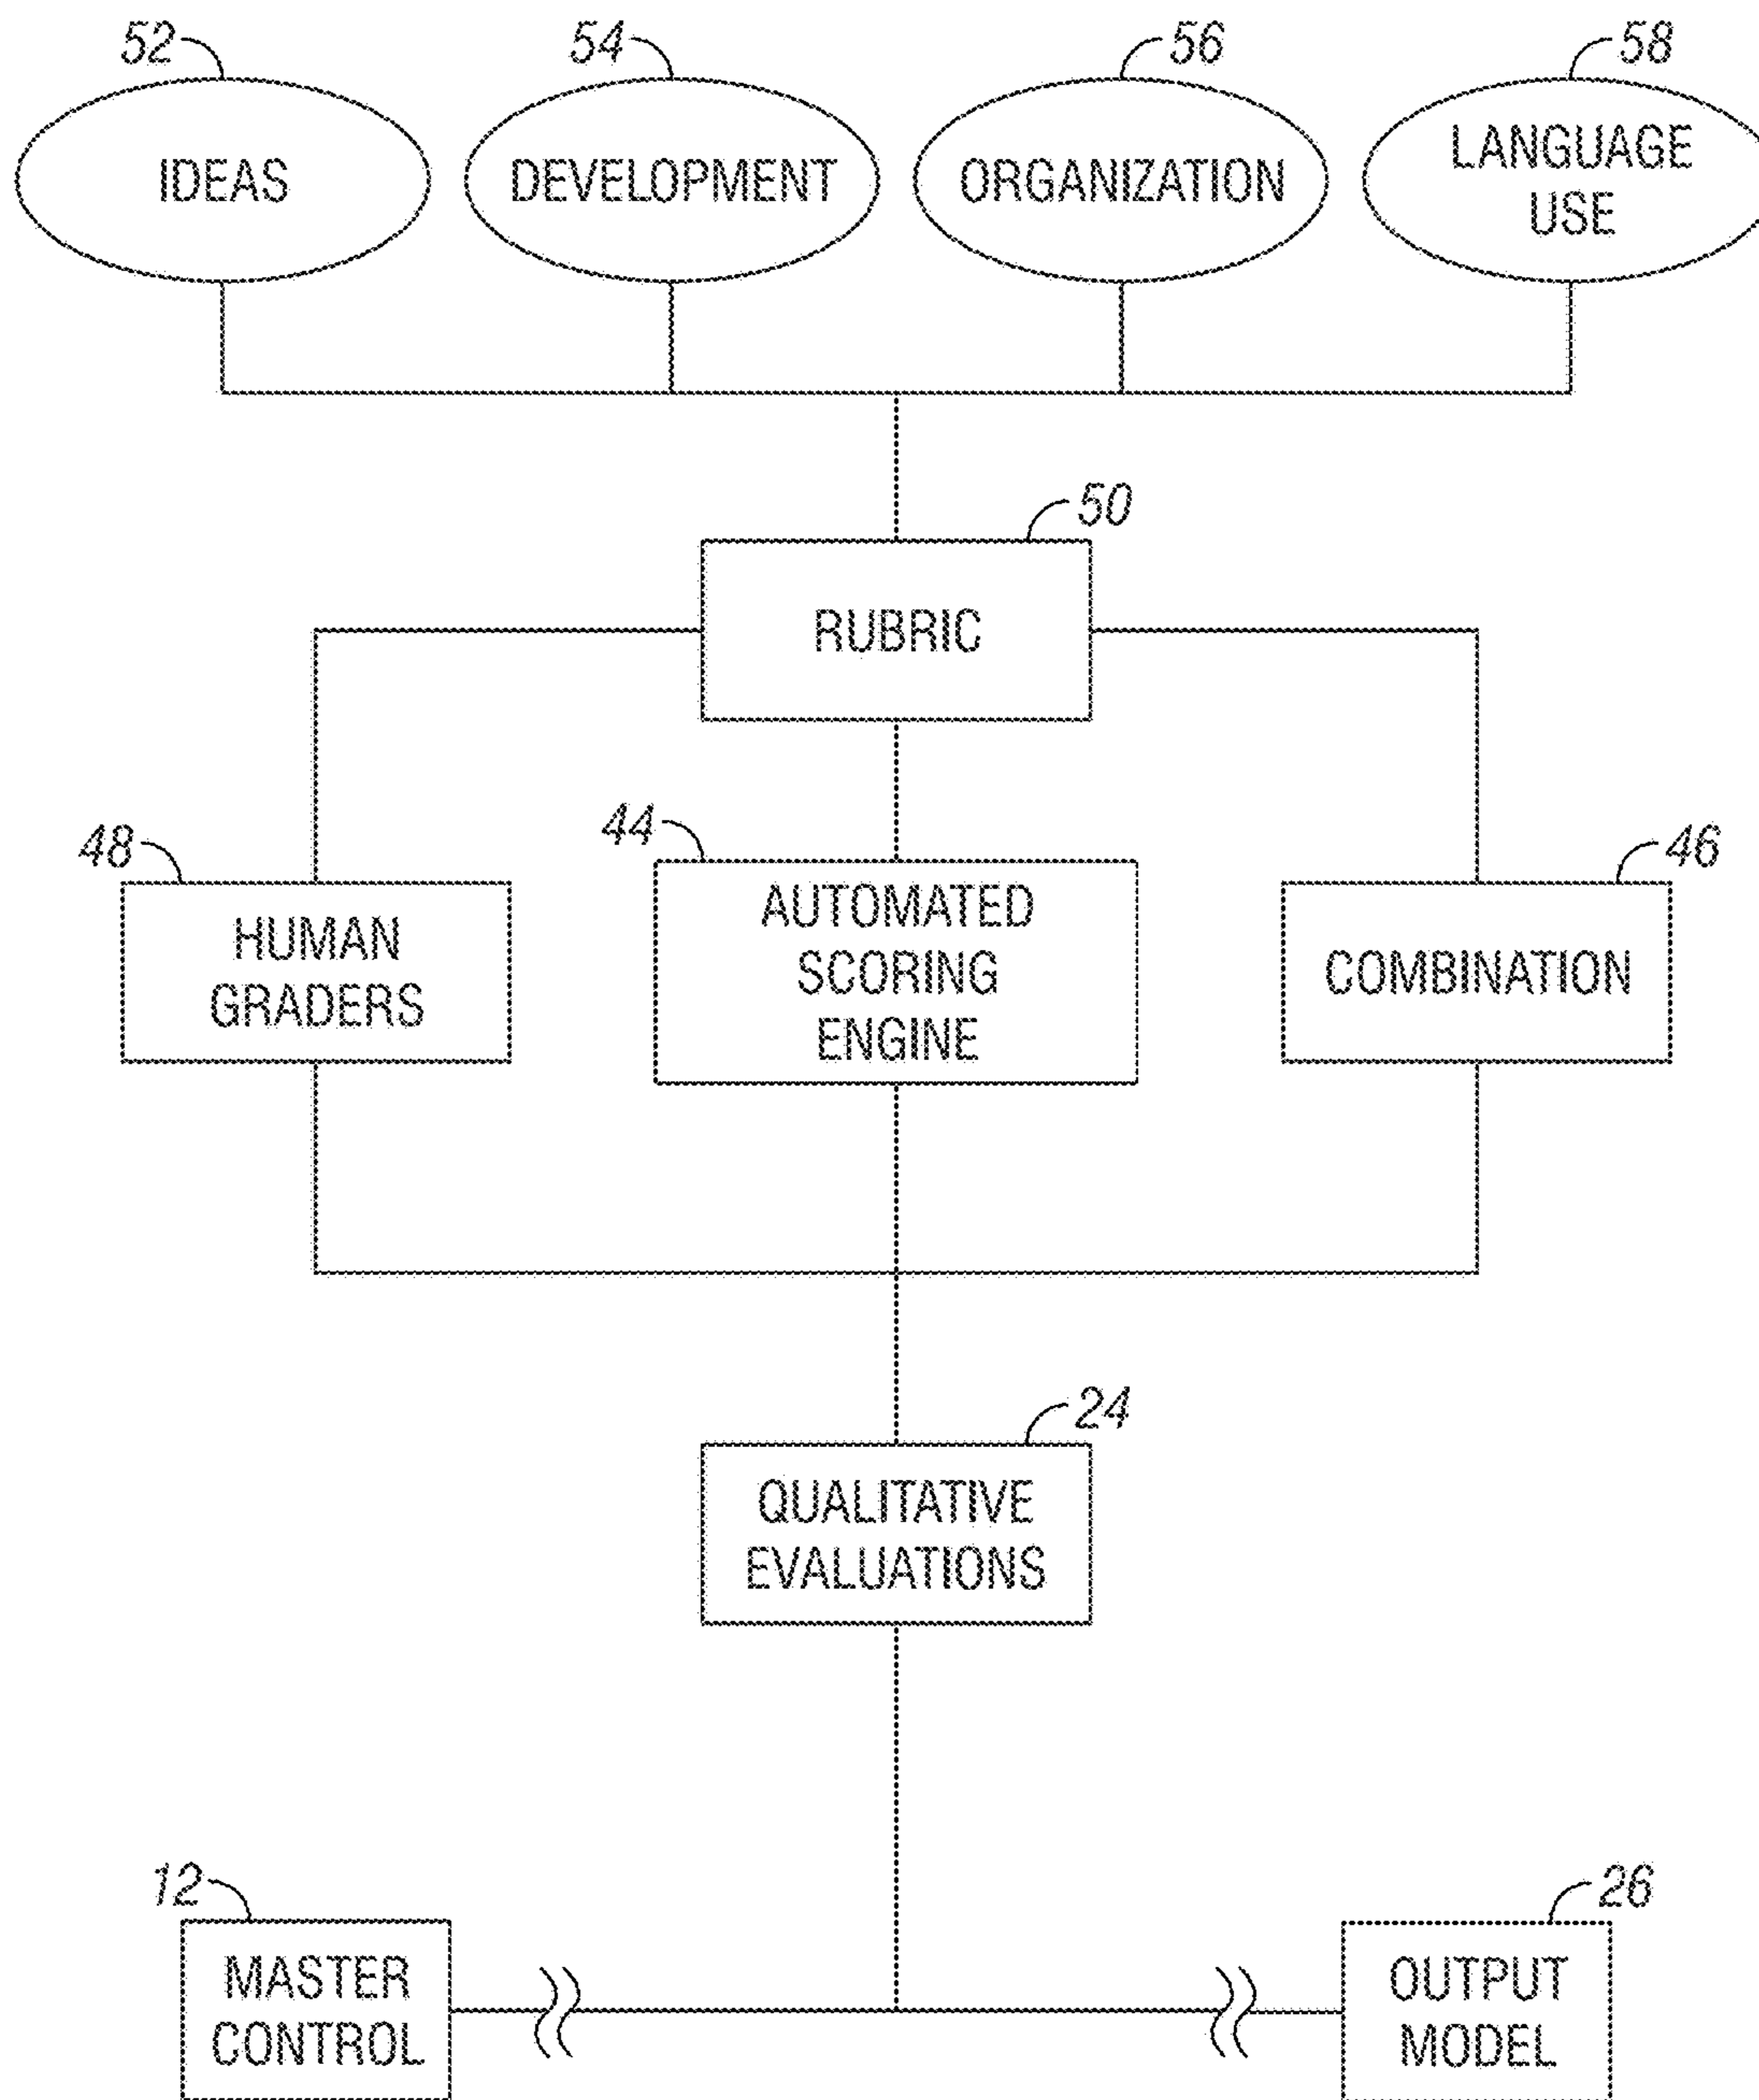 52
54
56
58
IDEAS
DEVELOPMENT
ORGANIZATION
LANGUAGE
USE
50
RUBRIC
48
44
46
HUMAN
GRADERS
AUTOMATED
SCORING
ENGINE
COMBINATION
24
QUALITATIVE
EVALUATIONS
12
26
MASTER
CONTROL
OUTPUT
MODEL